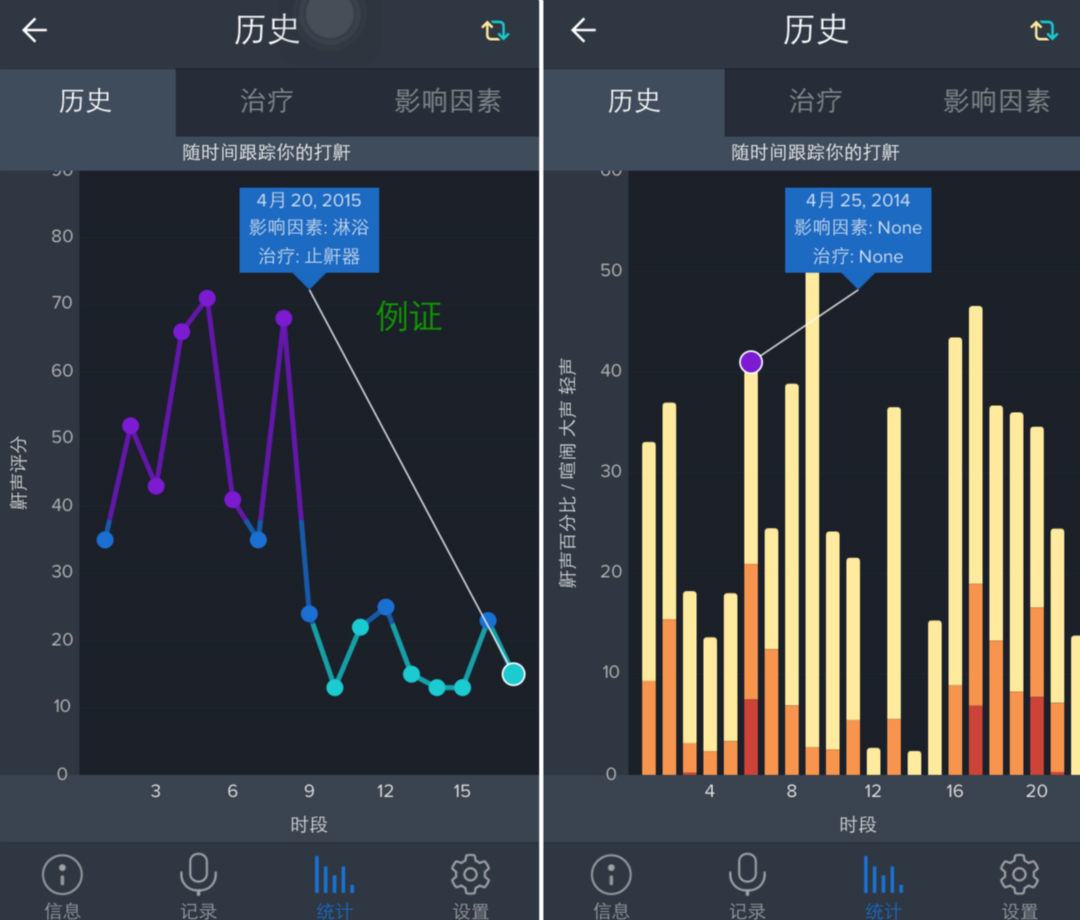 历史
历史 治疗 影响因素
随时间跟踪你的打鼾
90
80
70
60
50
40
30
20
10
0
鼾声评分
4月 20, 2015
影响因素: 淋浴
治疗: 止鼾器
例证
3 6 9 12 15
时段
信息 记录 统计 设置
历史
历史 治疗 影响因素
随时间跟踪你的打鼾
60
50
40
30
20
10
0
鼾声百分比 / 喧闹 大声 轻声
4月 25, 2014
影响因素: None
治疗: None
4 8 12 16 20
时段
信息 记录 统计 设置